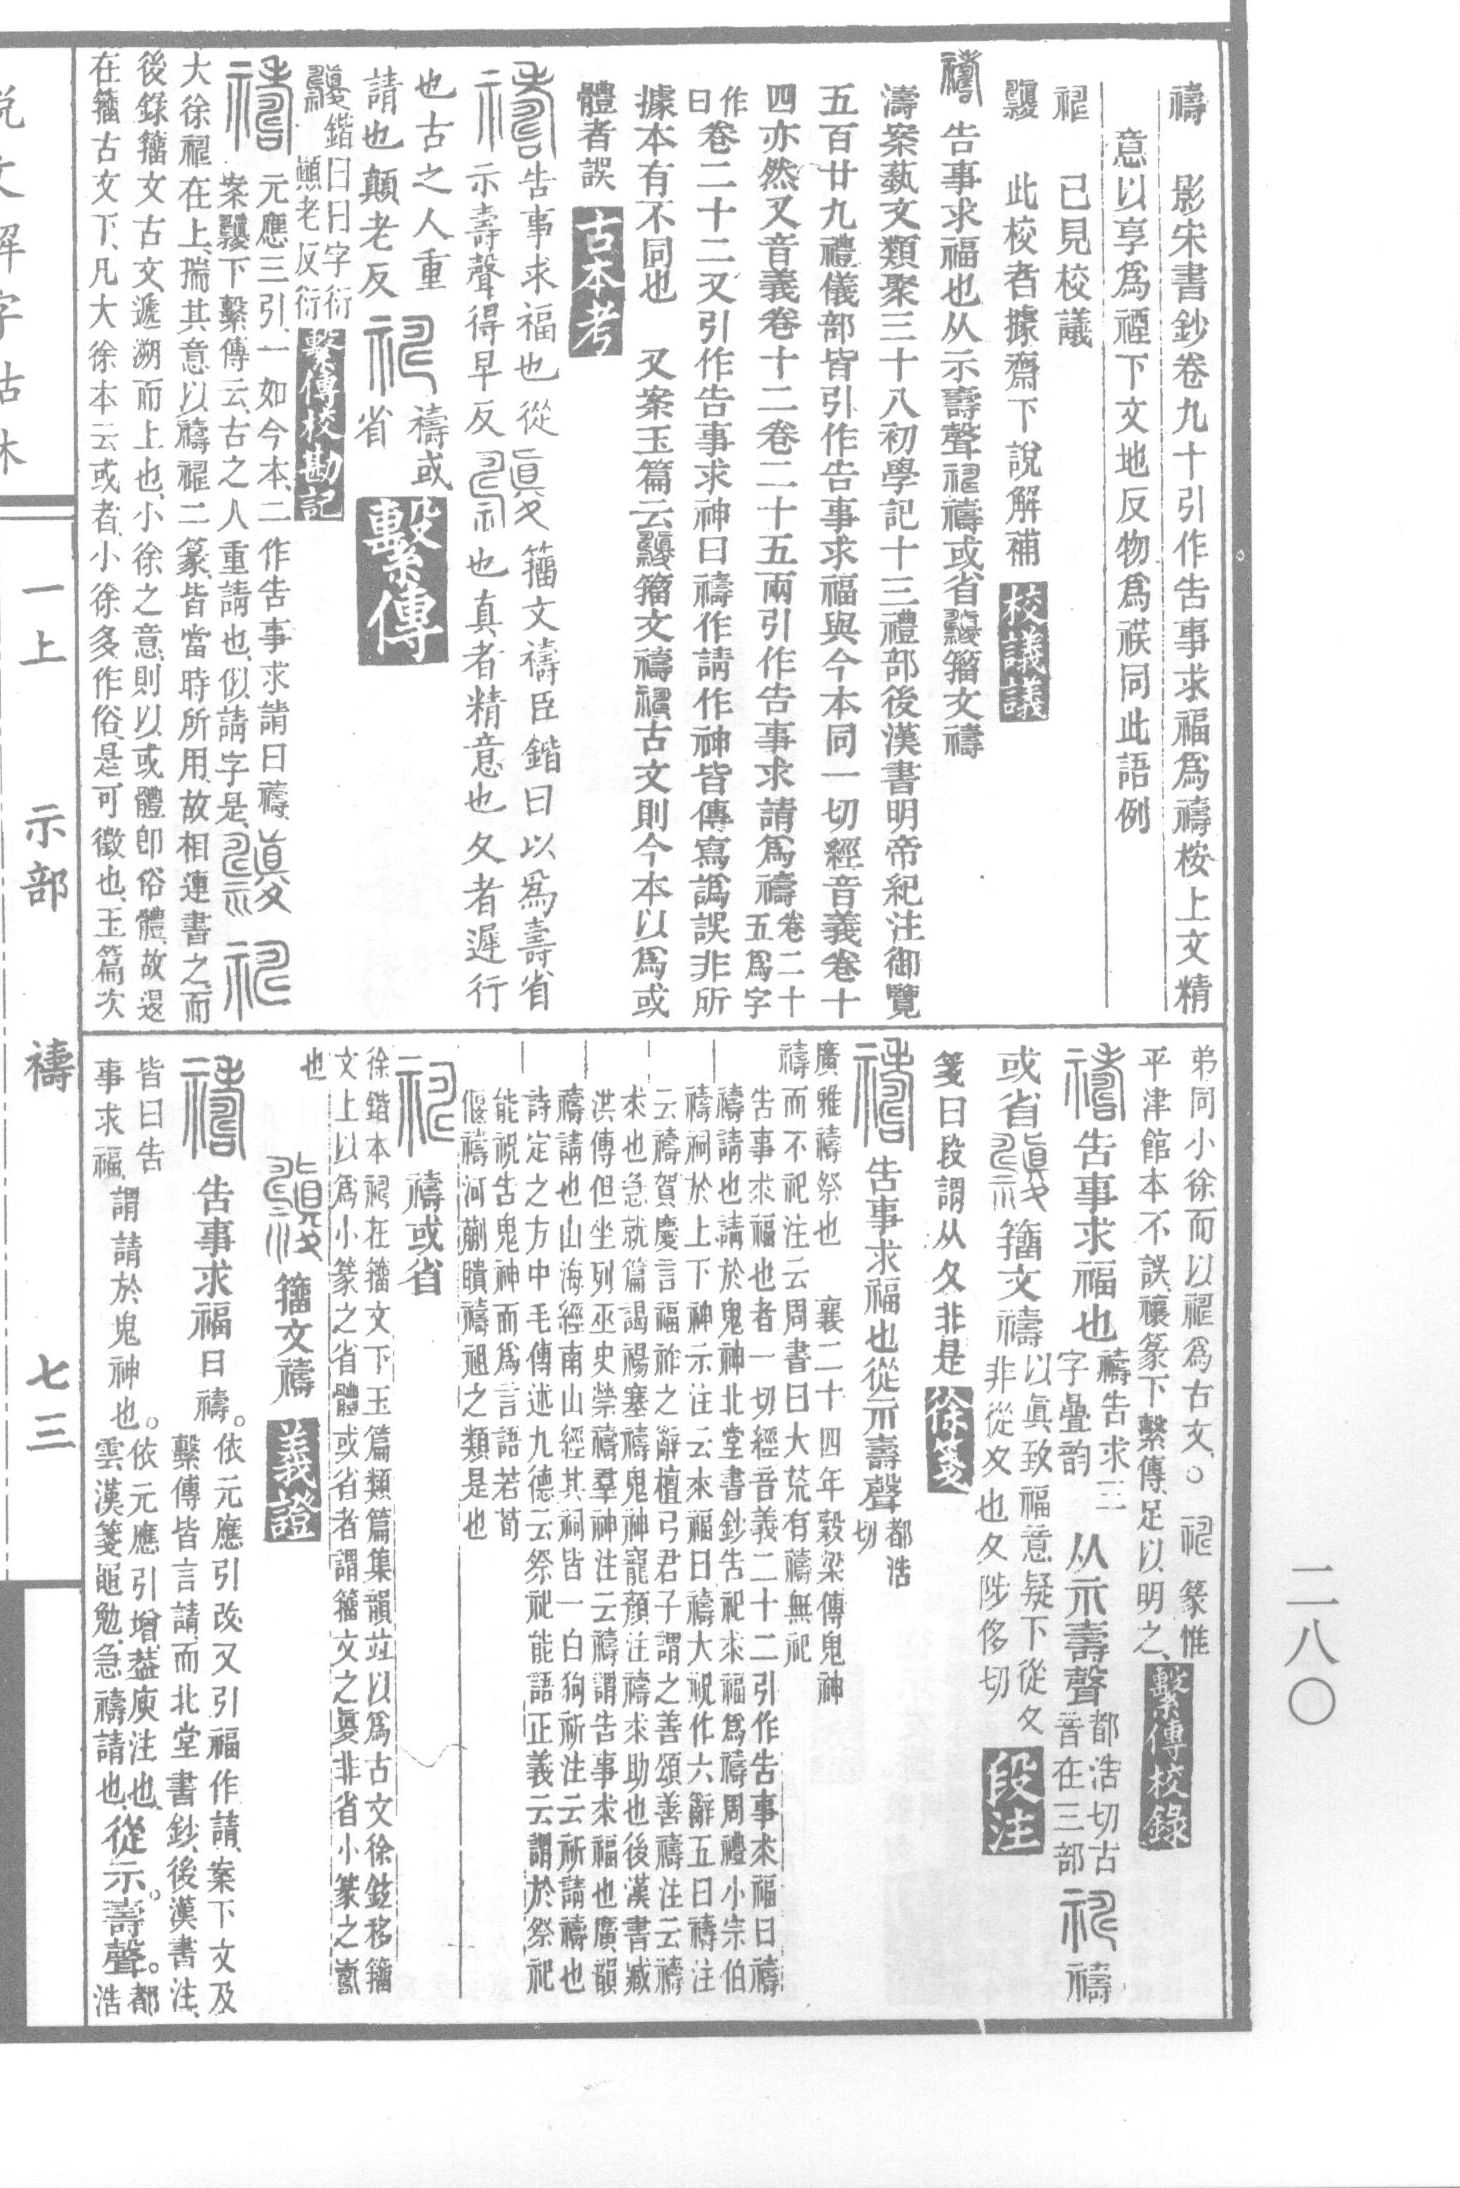 禱　影宋書鈔卷九十引作告事求福爲禱桉上文精
意以享爲禋下文地反物爲祦同此語例
已見校議
此校者據齋下說解補 校議議
禱 告事求福也从示壽聲 禱或省 籀文禱
濤案藝文類聚三十八初學記十三禮部後漢書明帝紀注御覽
五百廿九禮儀部皆引作告事求福與今本同一切經音義卷十
四亦然又音義卷十二卷二十五兩引作告事求請爲禱卷二十五爲字
作曰卷二十二又引作告事求神曰禱作請作神皆傳寫譌誤非所
據本有不同也　又案玉篇云 籀文禱 古文則今本以爲或
體者誤 古本考
禱 告事求福也從 籀文禱臣鍇曰以爲壽省
示壽聲得早反 也真者精意也夂者遲行
也古之人重 禱或
請也顛老反 省 繫傳
鍇曰曰字衍
顛老反衍 繫傳校勘記
禱 元應三引一如今本二作告事求請曰禱
案 下繫傳云古之人重請也似請字是
大徐 在上揣其意以禱 二篆皆當時所用故相連書之而
後錄籀文古文遞溯而上也小徐之意則以或體卽俗體故退
在籀古文下凡大徐本云或者小徐多作俗是可徵也玉篇次
弟同小徐而以 爲古文○ 篆惟
平津館本不誤禳篆下繫傳足以明之 繫傳校錄
禱 告事求福也禱告求三字疊韵 从示壽聲都浩切古音在三部 禱
或省 籀文禱以真致福意疑下從夂非從夊也夂陟侈切 段注
箋曰段謂从夂非是 徐箋
禱 告事求福也從示壽聲都浩切
廣雅禱祭也　襄二十四年穀梁傳鬼神
禱而不祀注云周書曰大荒有禱無祀
告事求福也者一切經音義二十二引作告事求福曰禱
禱請也請於鬼神北堂書鈔告祀求福爲禱周禮小宗伯
禱祠於上下神示注云求福曰禱大祝作六辭五曰禱注
云禱賀慶言福祚之辭檀弓君子謂之善頌善禱注云禱
求也急就篇謁禓塞禱鬼神寵顏注禱求助也後漢書臧
洪傳但坐列巫史禜禱羣神注云禱謂告事求福也廣韻
禱請也山海經南山經其祠皆一白狗祈注云祈請禱也
詩定之方中毛傳述九德云祭祀能語正義云謂於祭祀
能祝告鬼神而爲言語若荀
偃禱河蒯聵禱祖之類是也
禱或省
徐鍇本 在籀文下玉篇類篇集韻竝以爲古文徐鉉移籀
文上以爲小篆之省體或省者謂籀文之 非省小篆之
也
籀文禱 義證
禱 告事求福曰禱。依元應引改又引福作請案下文及
繫傳皆言請而北堂書鈔後漢書注
皆曰告
事求福 謂請於鬼神也。依元應引增葢庾注也
雲漢箋黽勉急禱請也 從示。壽聲。都
浩
説文解字詁林　一上　示部　禱　七三
二八〇